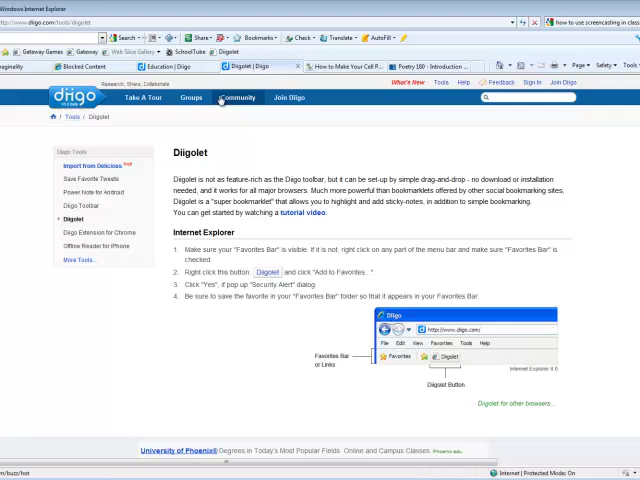 Windows Internet Explorer
http://www.diigo.com/tools/diigolet
how to use screencasting in class
Search
Share
Bookmarks
Check
Translate
AutoFill
Gateway Games
Gateway
Web Slice Gallery
SchoolTube
Diigolet
Blocked Content
Education | Diigo
Diigolet | Diigo
How to Make Your Cell P...
Poetry 180 - Introduction ...
Page
Safety
Tools
Research, Share, Collaborate
What's New
Tools
Help
Feedback
Sign In
Join Diigo
diigo
Take A Tour
Groups
Community
Join Diigo
/ Tools / Diigolet
Diigo Tools
Import from Delicious Hot!
Save Favorite Tweets
Power Note for Android
Diigo Toolbar
Diigolet
Diigo Extension for Chrome
Offline Reader for iPhone
More Tools...
Diigolet
Diigolet is not as feature-rich as the Diigo toolbar, but it can be set-up by simple drag-and-drop - no download or installation
needed, and it works for all major browsers. Much more powerful than bookmarklets offered by other social bookmarking sites,
Diigolet is a "super bookmarklet" that allows you to highlight and add sticky-notes, in addition to simple bookmarking.
You can get started by watching a tutorial video.
Internet Explorer
1. Make sure your "Favorites Bar" is visible. If it is not, right click on any part of the menu bar and make sure "Favorites Bar" is
checked.
2. Right click this button: Diigolet and click "Add to Favorites..."
3. Click "Yes", if pop up "Security Alert" dialog
4. Be sure to save the favorite in your "Favorites Bar" folder so that it appears in your Favorites Bar.
Diigo
http://www.diigo.com/
File Edit View Favorites Tools Help
Favorites
Diigolet
Favorites Bar
or Links
Internet Explorer 8.0
Diigolet Button
Diigolet for other browsers...
University of Phoenix® Degrees in Today's Most Popular Fields. Online and Campus Classes. Phoenix.edu
m/buzz/hot
Internet | Protected Mode: On